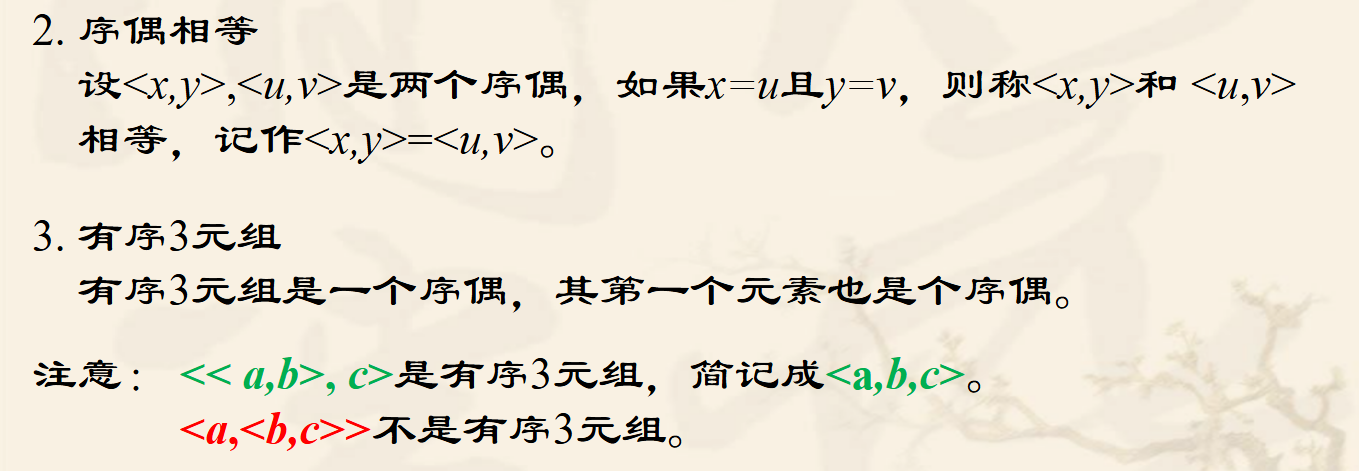 2. 序偶相等
设<x,y>,<u,v>是两个序偶，如果x=u且y=v，则称<x,y>和 <u,v>
相等，记作<x,y>=<u,v>。
3. 有序3元组
有序3元组是一个序偶，其第一个元素也是个序偶。
注意： << a,b>, c>是有序3元组，简记成<a,b,c>。
<a,<b,c>>不是有序3元组。